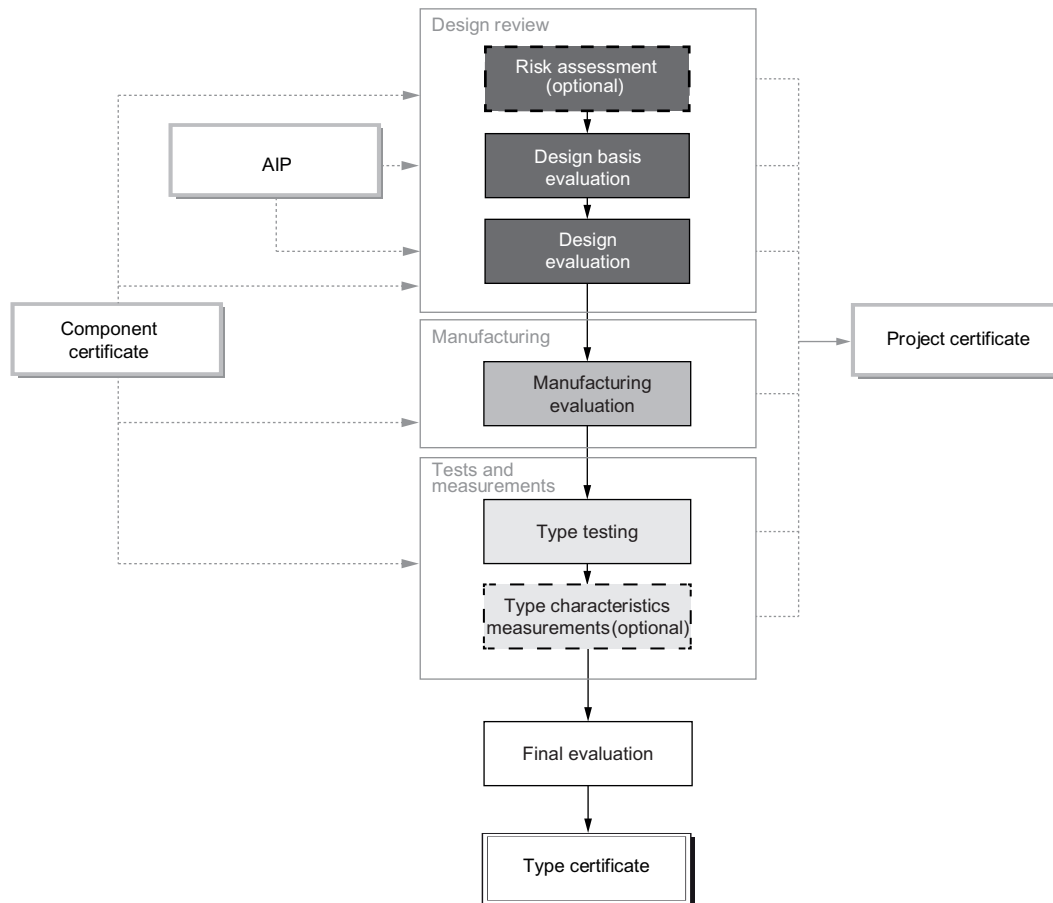 Design review
Risk assessment
(optional)
AIP
Design basis
evaluation
Design
evaluation
Component
certificate
Manufacturing
Manufacturing
evaluation
Project certificate
Tests and
measurements
Type testing
Type characteristics
measurements(optional)
Final evaluation
Type certificate